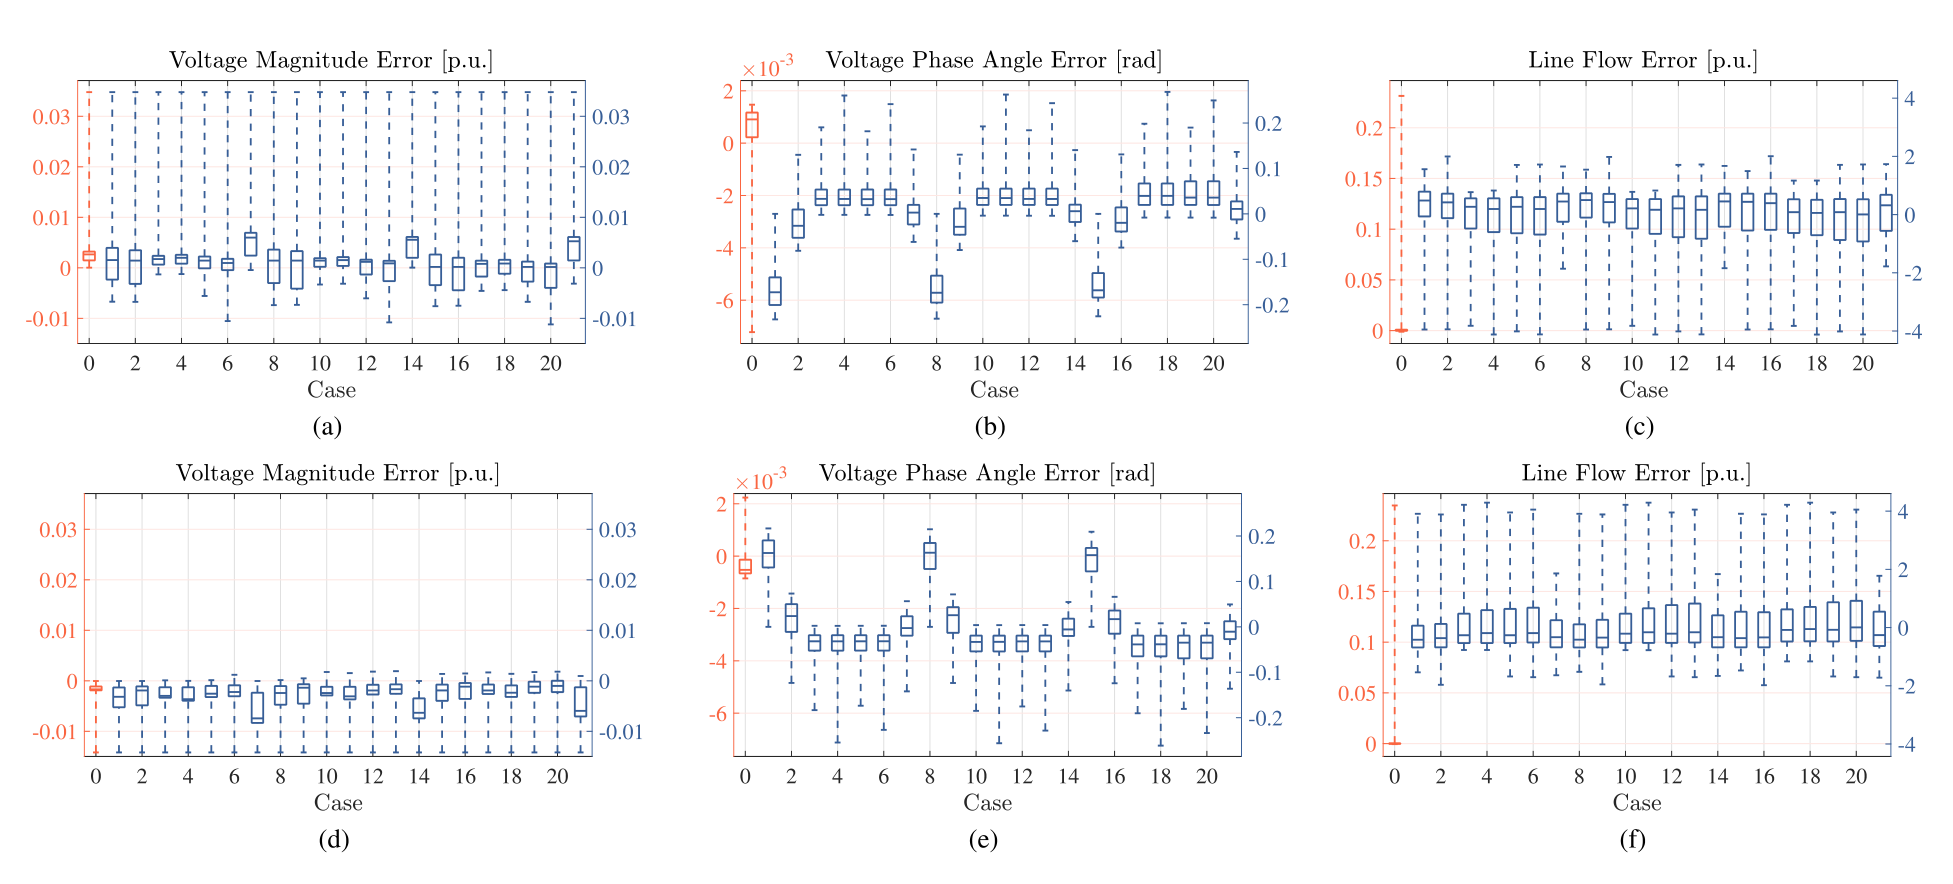 Voltage Magnitude Error [p.u.]
0.03
0.02
0.01
0
-0.01
0.03
0.02
0.01
0
-0.01
0 2 4 6 8 10 12 14 16 18 20
Case
(a)
Voltage Phase Angle Error [rad]
×10⁻³
2
0
-2
-4
-6
0.2
0.1
0
-0.1
-0.2
0 2 4 6 8 10 12 14 16 18 20
Case
(b)
Line Flow Error [p.u.]
0.2
0.15
0.1
0.05
0
4
2
0
-2
-4
0 2 4 6 8 10 12 14 16 18 20
Case
(c)
Voltage Magnitude Error [p.u.]
0.03
0.02
0.01
0
-0.01
0.03
0.02
0.01
0
-0.01
0 2 4 6 8 10 12 14 16 18 20
Case
(d)
Voltage Phase Angle Error [rad]
×10⁻³
2
0
-2
-4
-6
0.2
0.1
0
-0.1
-0.2
0 2 4 6 8 10 12 14 16 18 20
Case
(e)
Line Flow Error [p.u.]
0.2
0.15
0.1
0.05
0
4
2
0
-2
-4
0 2 4 6 8 10 12 14 16 18 20
Case
(f)